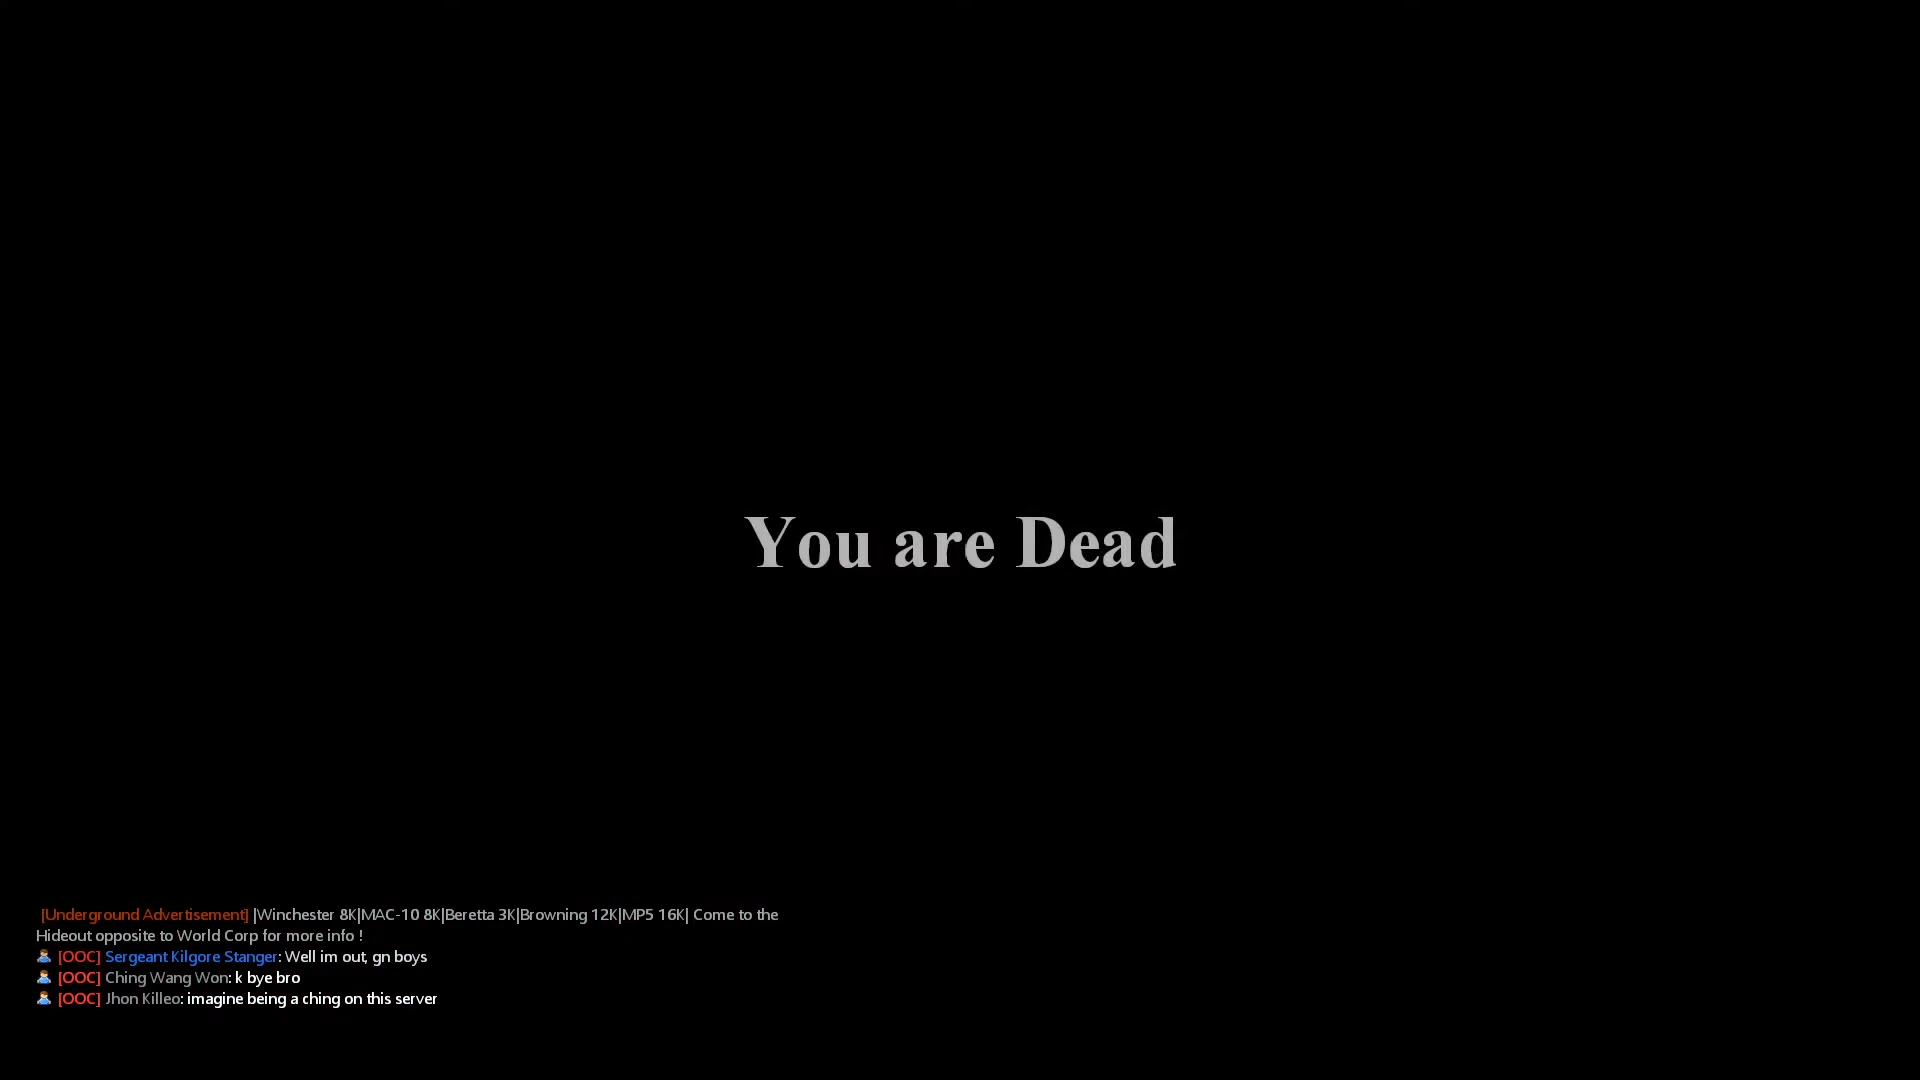 You are Dead
[Underground Advertisement] |Winchester 8K|MAC-10 8K|Beretta 3K|Browning 12K|MP5 16K| Come to the
Hideout opposite to World Corp for more info !
[OOC] Sergeant Kilgore Stanger: Well im out, gn boys
[OOC] Ching Wang Won: k bye bro
[OOC] Jhon Killeo: imagine being a ching on this server